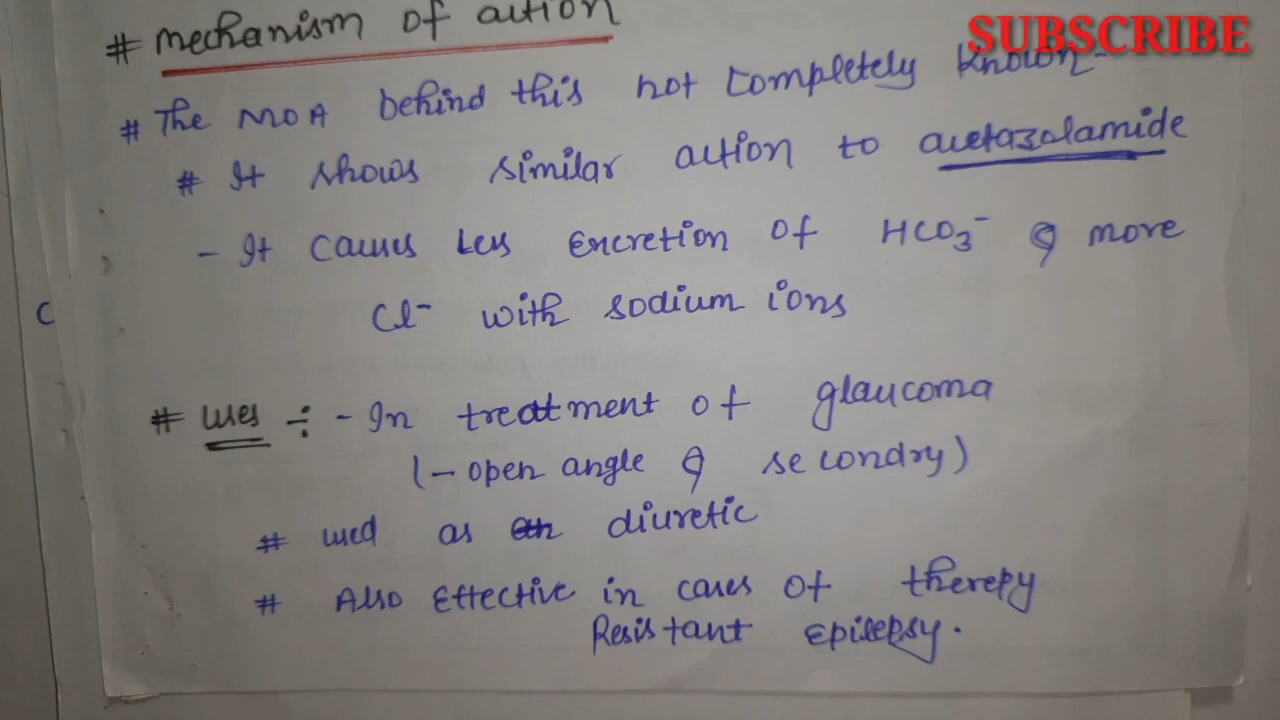 SUBSCRIBE
# mechanism of action
# The MOA behind this not completely known-
# It shows similar action to acetazolamide
- It causes less excretion of HCO3⁻ & more
Cl⁻ with sodium ions
# Uses ÷ - In treatment of glaucoma
(- open angle & secondry)
# used as an diuretic
# Also effective in cases of therepy
Resistant epilepsy.
C